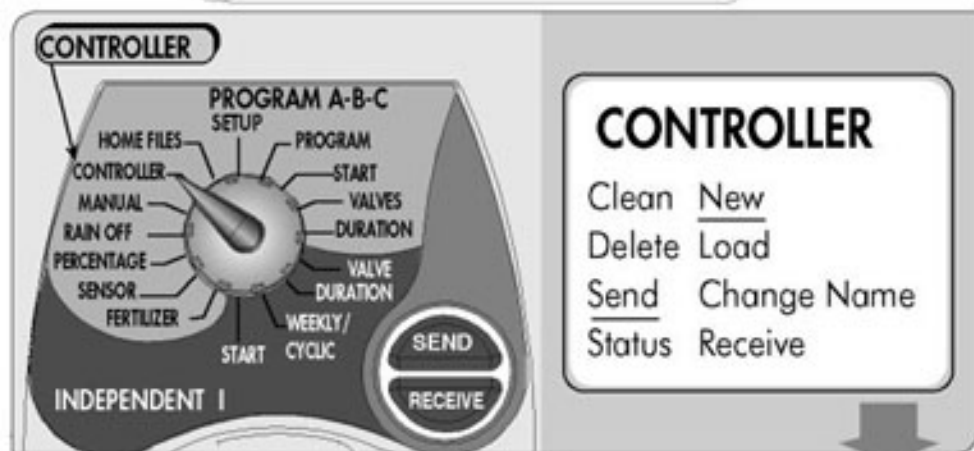 CONTROLLER
PROGRAM A-B-C
SETUP
HOME FILES
PROGRAM
CONTROLLER
START
MANUAL
VALVES
RAIN OFF
DURATION
PERCENTAGE
VALVE
DURATION
SENSOR
FERTILIZER
WEEKLY/
CYCLIC
START
INDEPENDENT I
SEND
RECEIVE
CONTROLLER
Clean New
Delete Load
Send Change Name
Status Receive